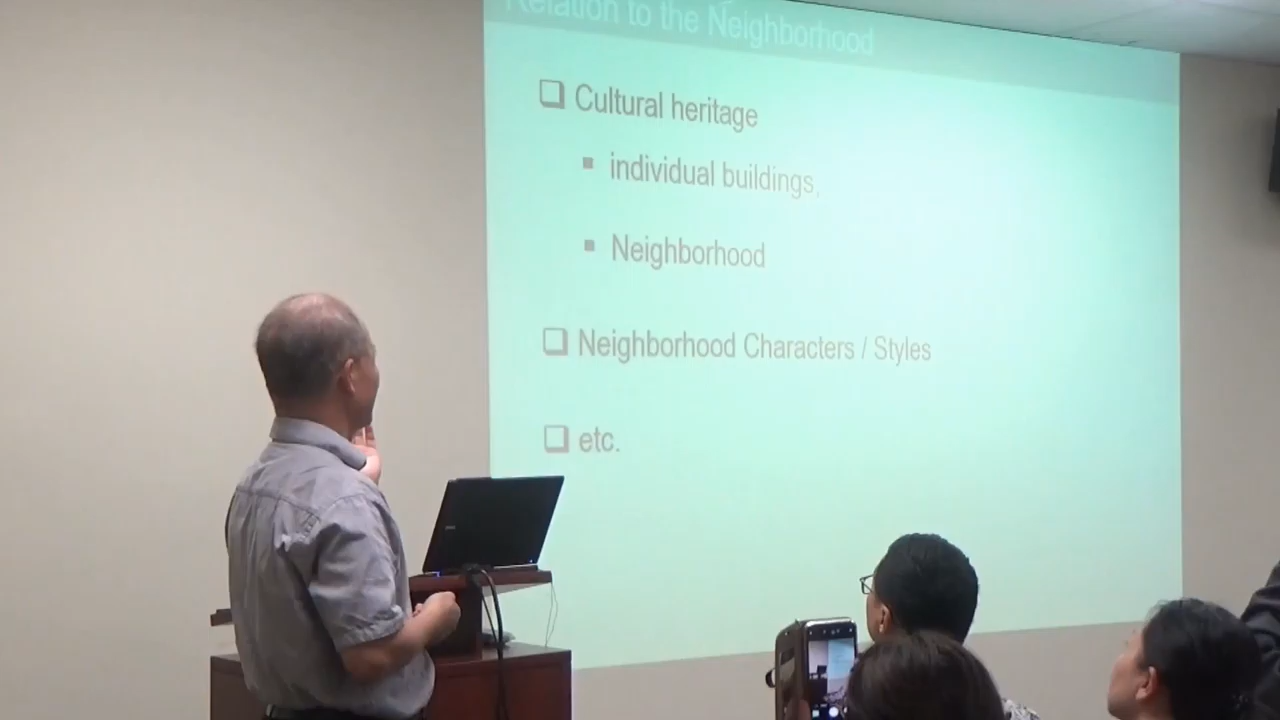 Relation to the Neighborhood
Cultural heritage
individual buildings,
Neighborhood
Neighborhood Characters / Styles
etc.